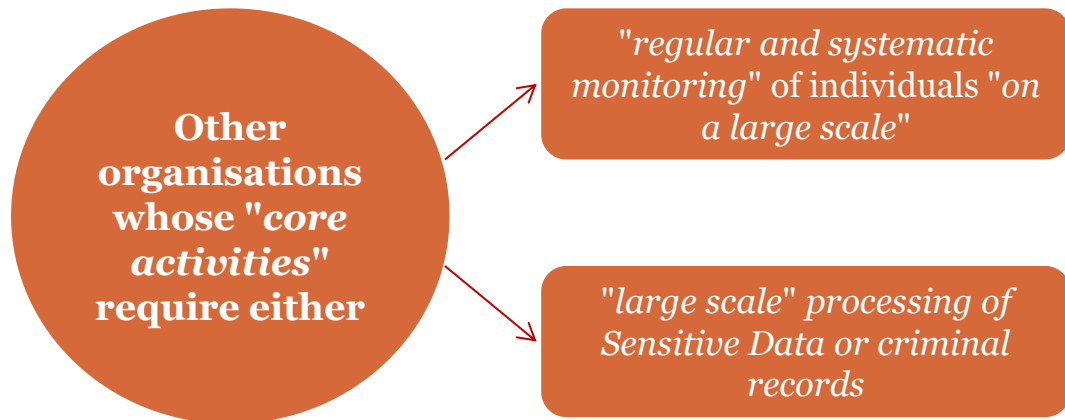 Other
organisations
whose "core
activities"
require either
"regular and systematic
monitoring" of individuals "on
a large scale"
"large scale" processing of
Sensitive Data or criminal
records